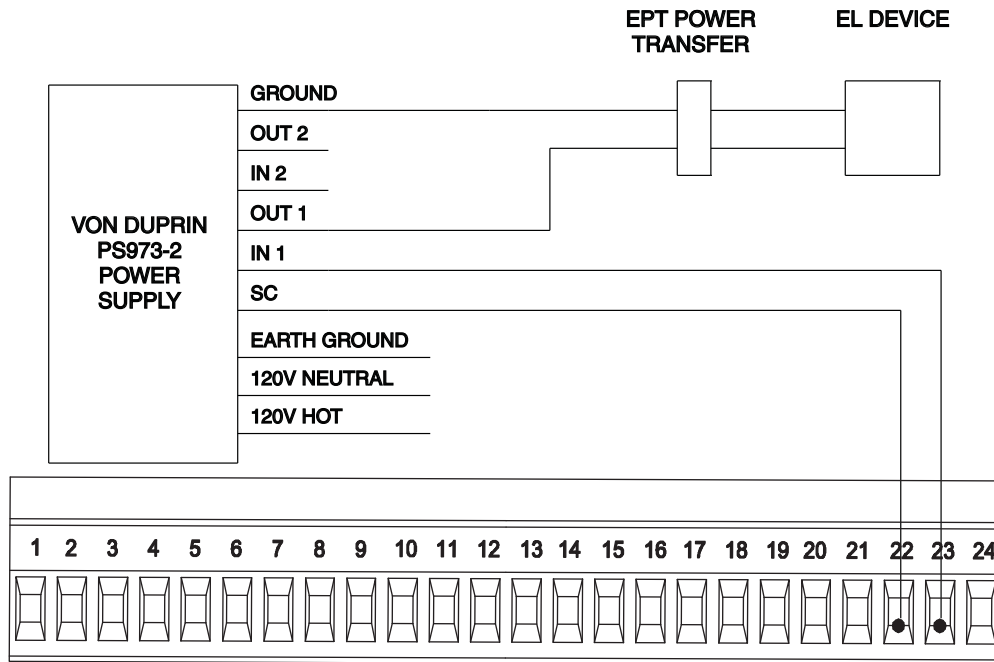 EPT POWER
TRANSFER
EL DEVICE
GROUND
OUT 2
IN 2
OUT 1
IN 1
SC
EARTH GROUND
120V NEUTRAL
120V HOT
VON DUPRIN
PS973-2
POWER
SUPPLY
1 2 3 4 5 6 7 8 9 10 11 12 13 14 15 16 17 18 19 20 21 22 23 24